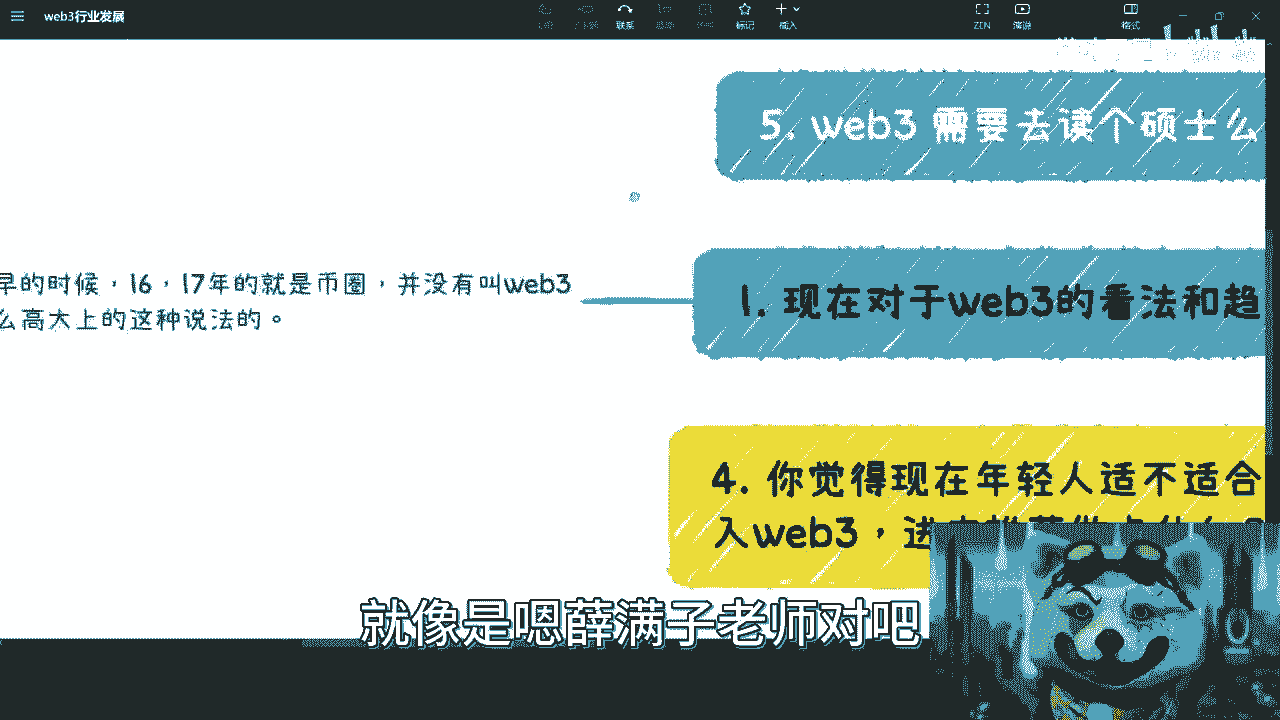 web3行业发展
联系
标记
插入
ZEN
演说
格式
5. web3 需要去读个硕士么
早的时候，16，17年的就是币圈，并没有叫web3
么高大上的这种说法的。
1. 现在对于web3的看法和趋
4. 你觉得现在年轻人适不适合
入web3，进
就像是嗯薛满子老师对吧